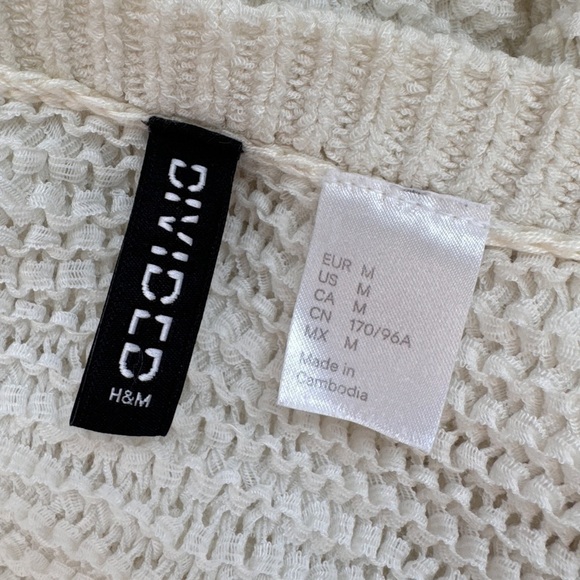 DIVIDED
H&M
EUR M
US M
CA M
CN 170/96A
MX M
Made in
Cambodia